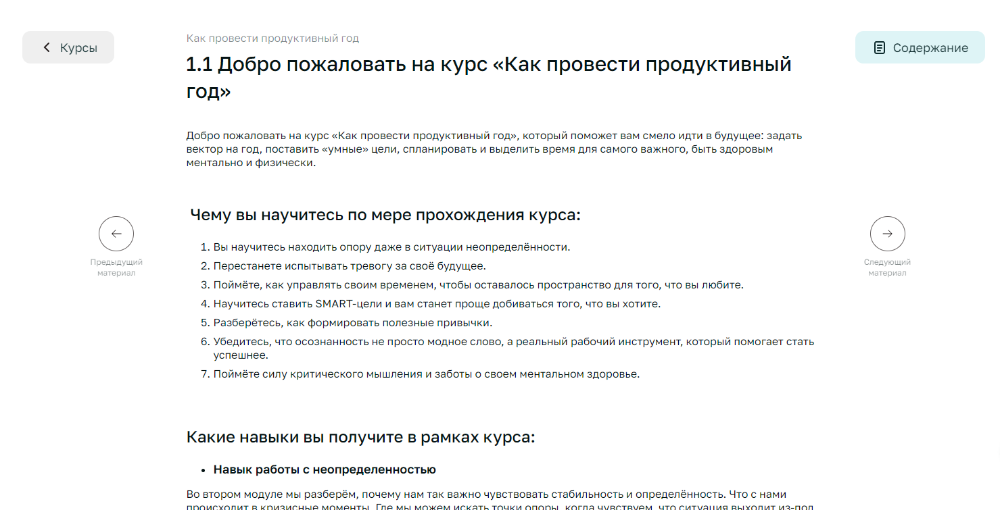 Курсы
Как провести продуктивный год
Содержание
1.1 Добро пожаловать на курс «Как провести продуктивный
год»
Добро пожаловать на курс «Как провести продуктивный год», который поможет вам смело идти в будущее: задать
вектор на год, поставить «умные» цели, спланировать и выделить время для самого важного, быть здоровым
ментально и физически.
Чему вы научитесь по мере прохождения курса:
Предыдущий
материал
Следующий
материал
1. Вы научитесь находить опору даже в ситуации неопределённости.
2. Перестанете испытывать тревогу за своё будущее.
3. Поймёте, как управлять своим временем, чтобы оставалось пространство для того, что вы любите.
4. Научитесь ставить SMART-цели и вам станет проще добиваться того, что вы хотите.
5. Разберётесь, как формировать полезные привычки.
6. Убедитесь, что осознанность не просто модное слово, а реальный рабочий инструмент, который помогает стать
успешнее.
7. Поймёте силу критического мышления и заботы о своем ментальном здоровье.
Какие навыки вы получите в рамках курса:
• Навык работы с неопределенностью
Во втором модуле мы разберём, почему нам так важно чувствовать стабильность и определённость. Что с нами
происходит в кризисные моменты. Где мы можем искать точки опоры, когда чувствуем, что ситуация выходит из-под